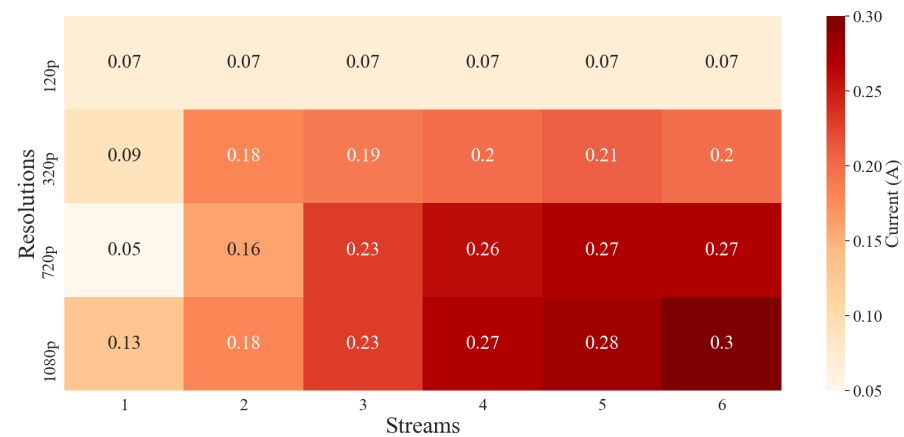 0.30
120p 0.07 0.07 0.07 0.07 0.07 0.07
320p 0.09 0.18 0.19 0.2 0.21 0.2
0.20
Resolutions
Current (A)
720p 0.05 0.16 0.23 0.26 0.27 0.27
0.25
0.15
0.10
1080p 0.13 0.18 0.23 0.27 0.28 0.3
0.05
1 2 3 4 5 6
Streams